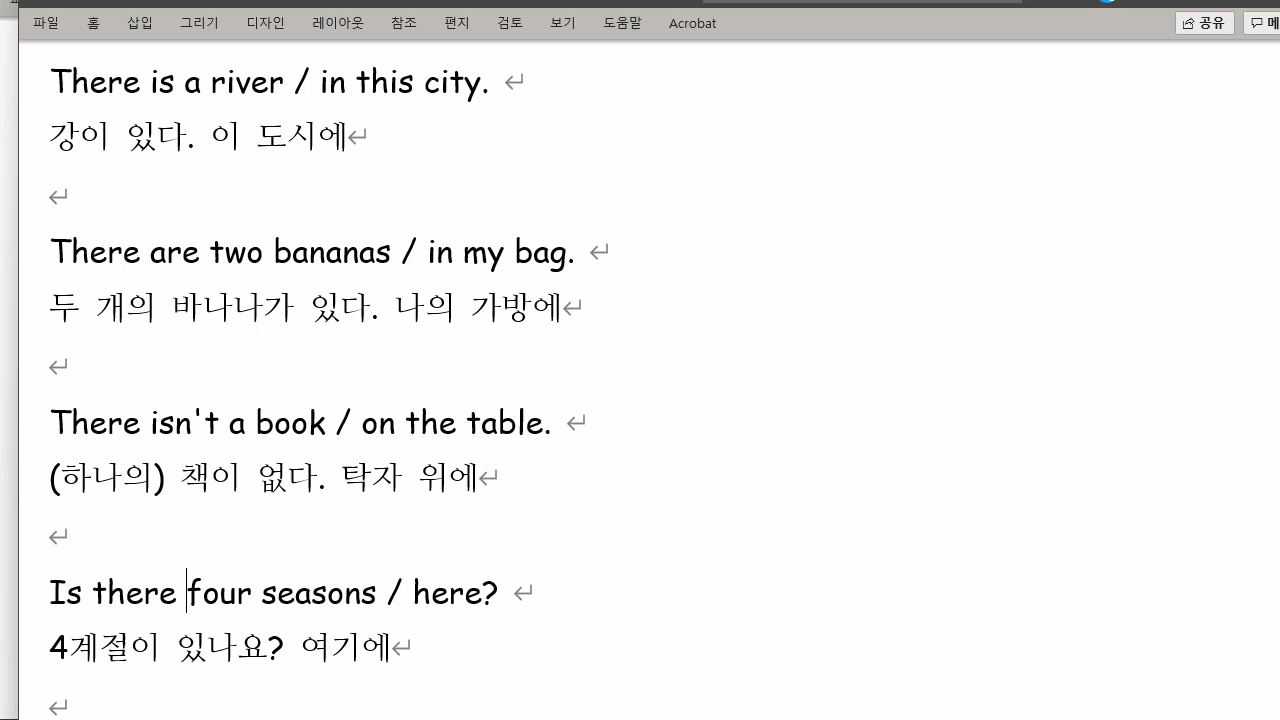 파일 홈 삽입 그리기 디자인 레이아웃 참조 편지 검토 보기 도움말 Acrobat 공유 메
There is a river / in this city.
강이 있다. 이 도시에
There are two bananas / in my bag.
두 개의 바나나가 있다. 나의 가방에
There isn't a book / on the table.
(하나의) 책이 없다. 탁자 위에
Is there four seasons / here?
4계절이 있나요? 여기에